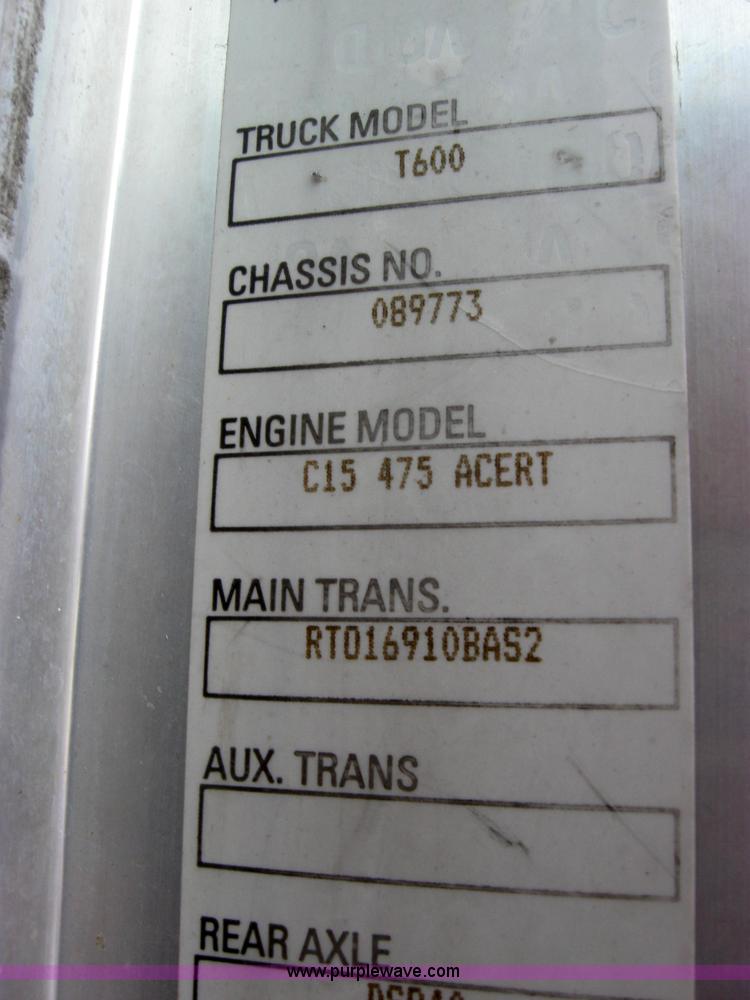 TRUCK MODEL
T600
CHASSIS NO.
089773
ENGINE MODEL
C15 475 ACERT
MAIN TRANS.
RTO16910BAS2
AUX. TRANS
REAR AXLE
www.purplewave.com